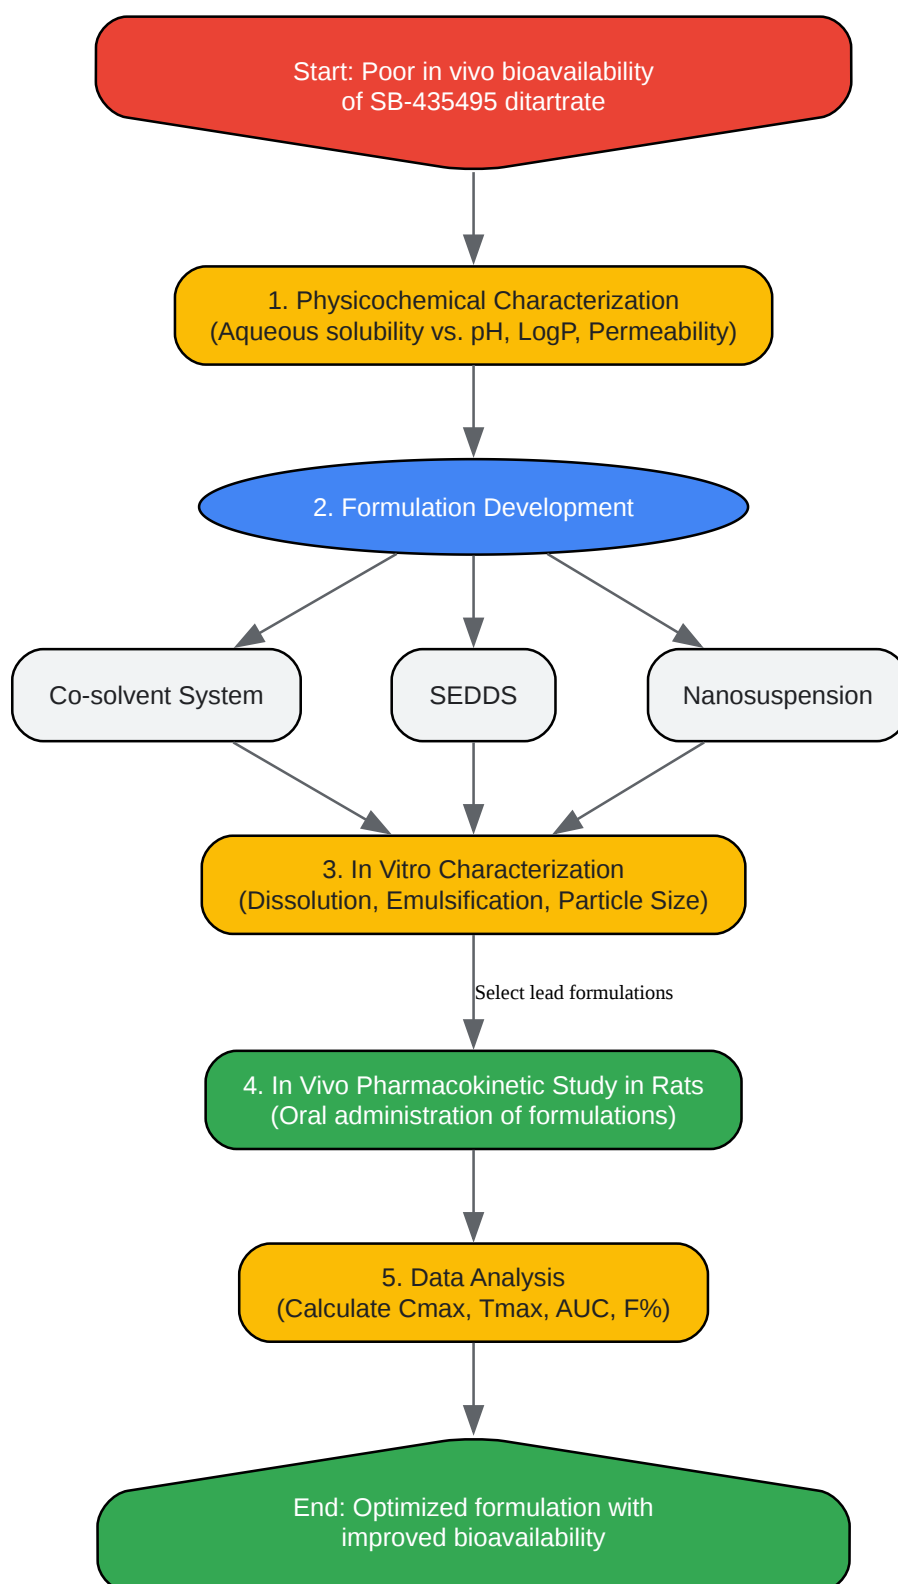 Start: Poor in vivo bioavailability
of SB-435495 ditartrate
1. Physicochemical Characterization
(Aqueous solubility vs. pH, LogP, Permeability)
2. Formulation Development
Co-solvent System
SEDDS
Nanosuspension
3. In Vitro Characterization
(Dissolution, Emulsification, Particle Size)
Select lead formulations
4. In Vivo Pharmacokinetic Study in Rats
(Oral administration of formulations)
5. Data Analysis
(Calculate Cmax, Tmax, AUC, F%)
End: Optimized formulation with
improved bioavailability